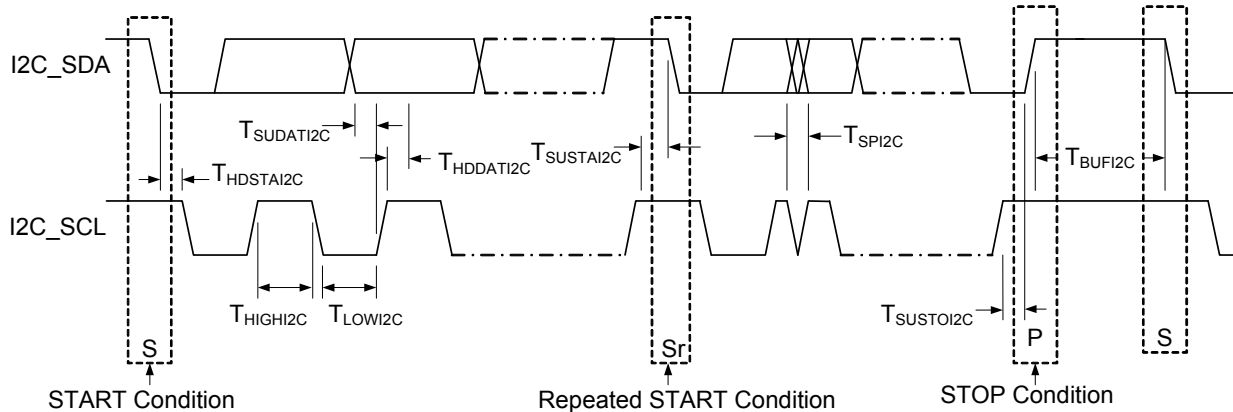 I2C_SDA
TSUDATI2C
THDSTAI2C
THDDATI2C
TSUSTAI2C
TSPI2C
TBUFI2C
I2C_SCL
THIGHI2C
TLOWI2C
TSUSTOI2C
S
Sr
P
S
START Condition
Repeated START Condition
STOP Condition